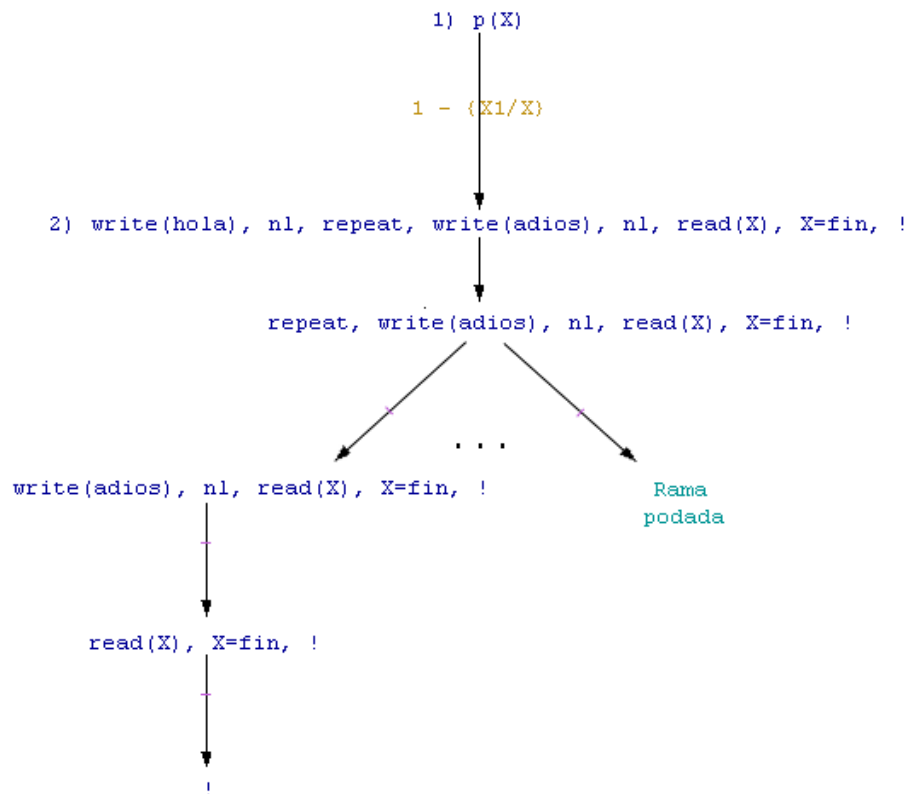 1) p(X)
1 - {X1/X}
2) write(hola), nl, repeat, write(adios), nl, read(X), X=fin, !
repeat, write(adios), nl, read(X), X=fin, !
...
write(adios), nl, read(X), X=fin, !
Rama
podada
read(X), X=fin, !
!